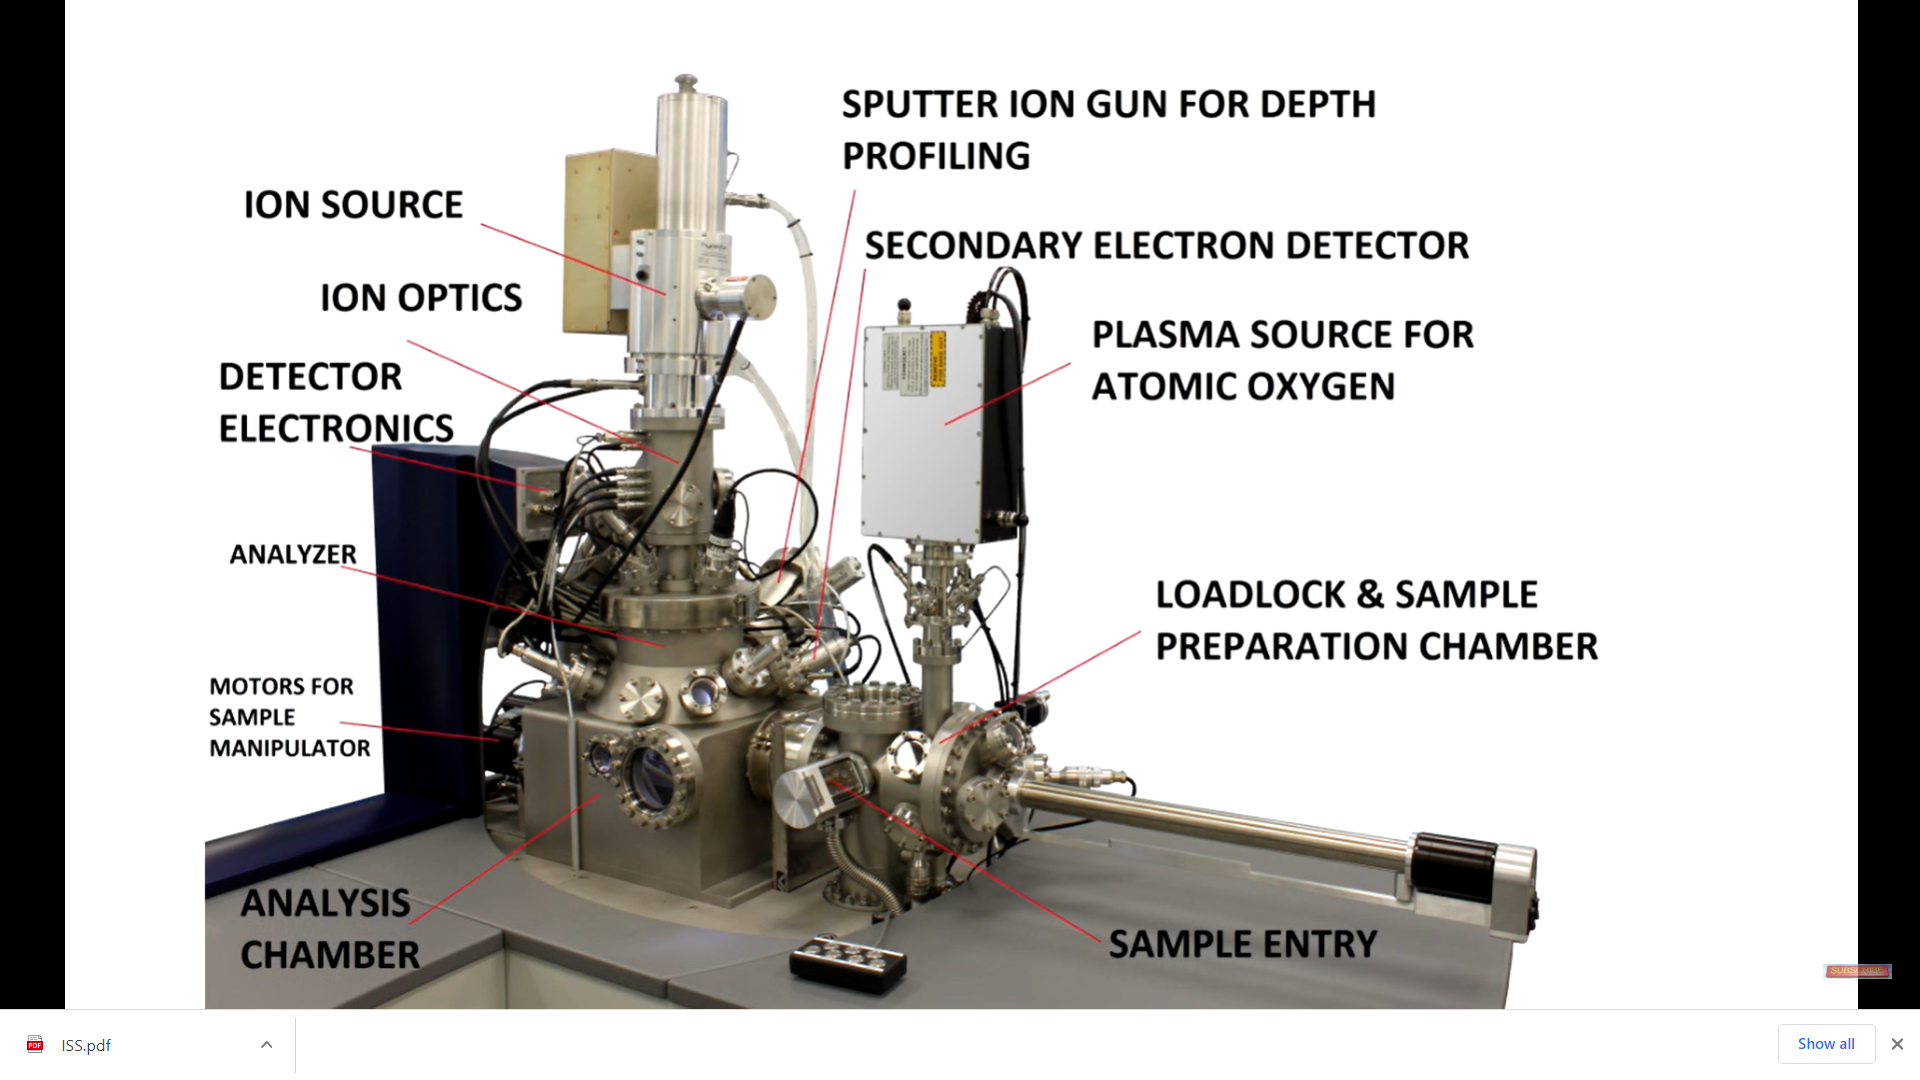 SPUTTER ION GUN FOR DEPTH
PROFILING
ION SOURCE
SECONDARY ELECTRON DETECTOR
ION OPTICS
PLASMA SOURCE FOR
ATOMIC OXYGEN
DETECTOR
ELECTRONICS
ANALYZER
LOADLOCK & SAMPLE
PREPARATION CHAMBER
MOTORS FOR
SAMPLE
MANIPULATOR
ANALYSIS
CHAMBER
SAMPLE ENTRY
SUBSCRIBE
ISS.pdf
Show all